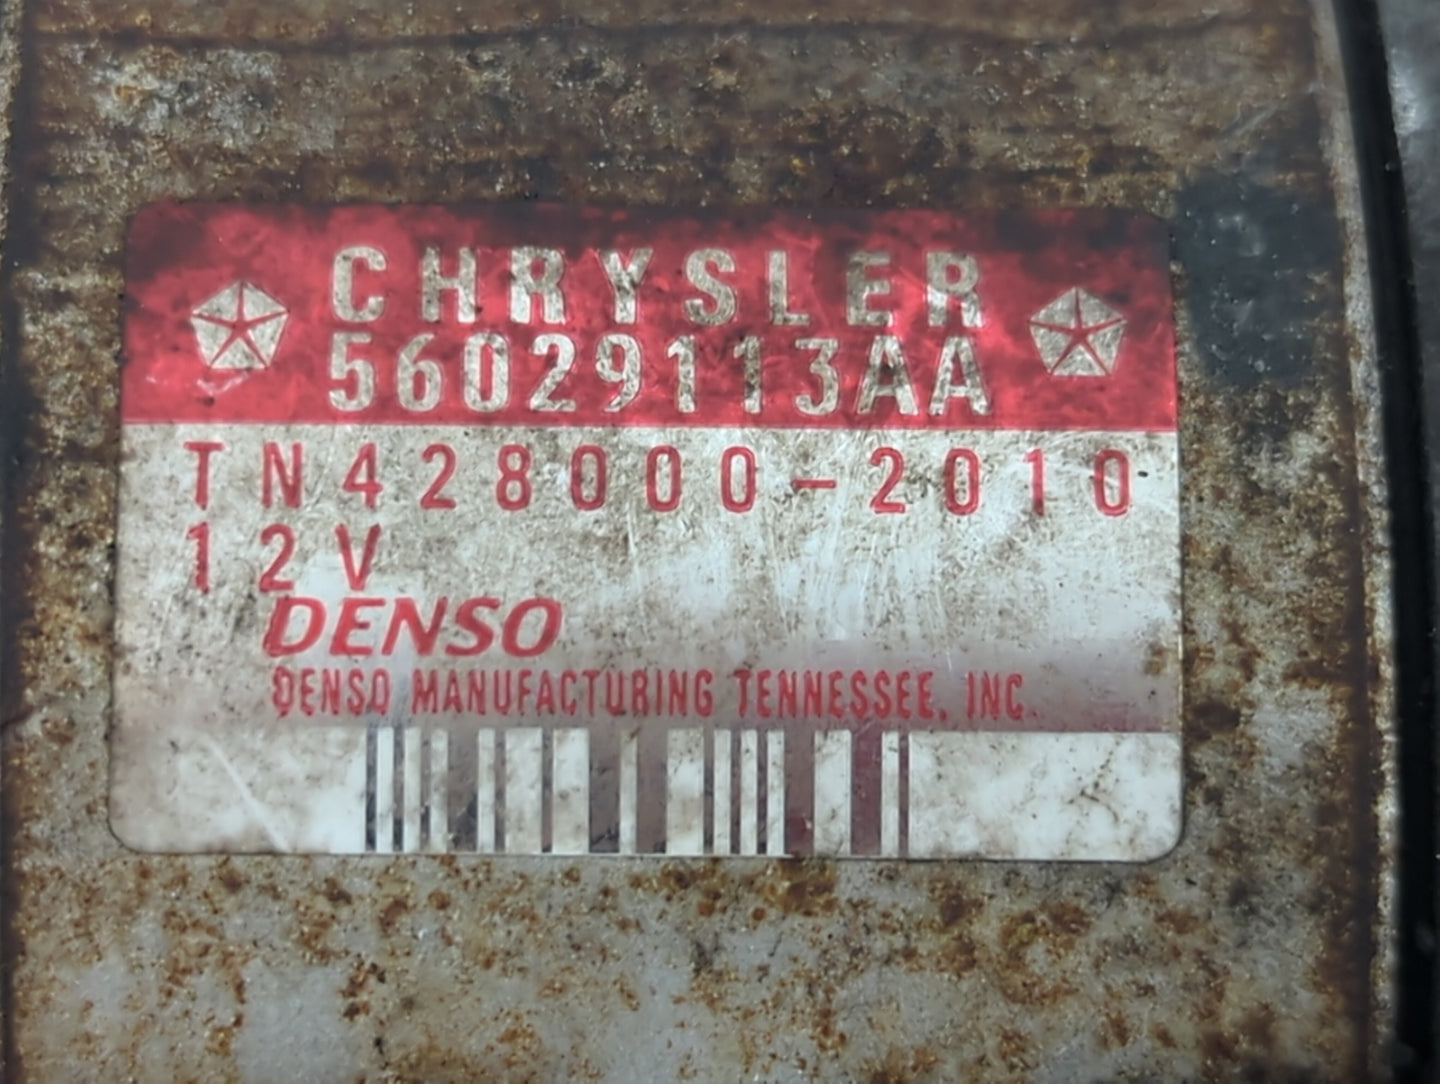 CHRYSLER
56029113AA
TN428000-2010
12V
DENSO
DENSO MANUFACTURING TENNESSEE, INC.